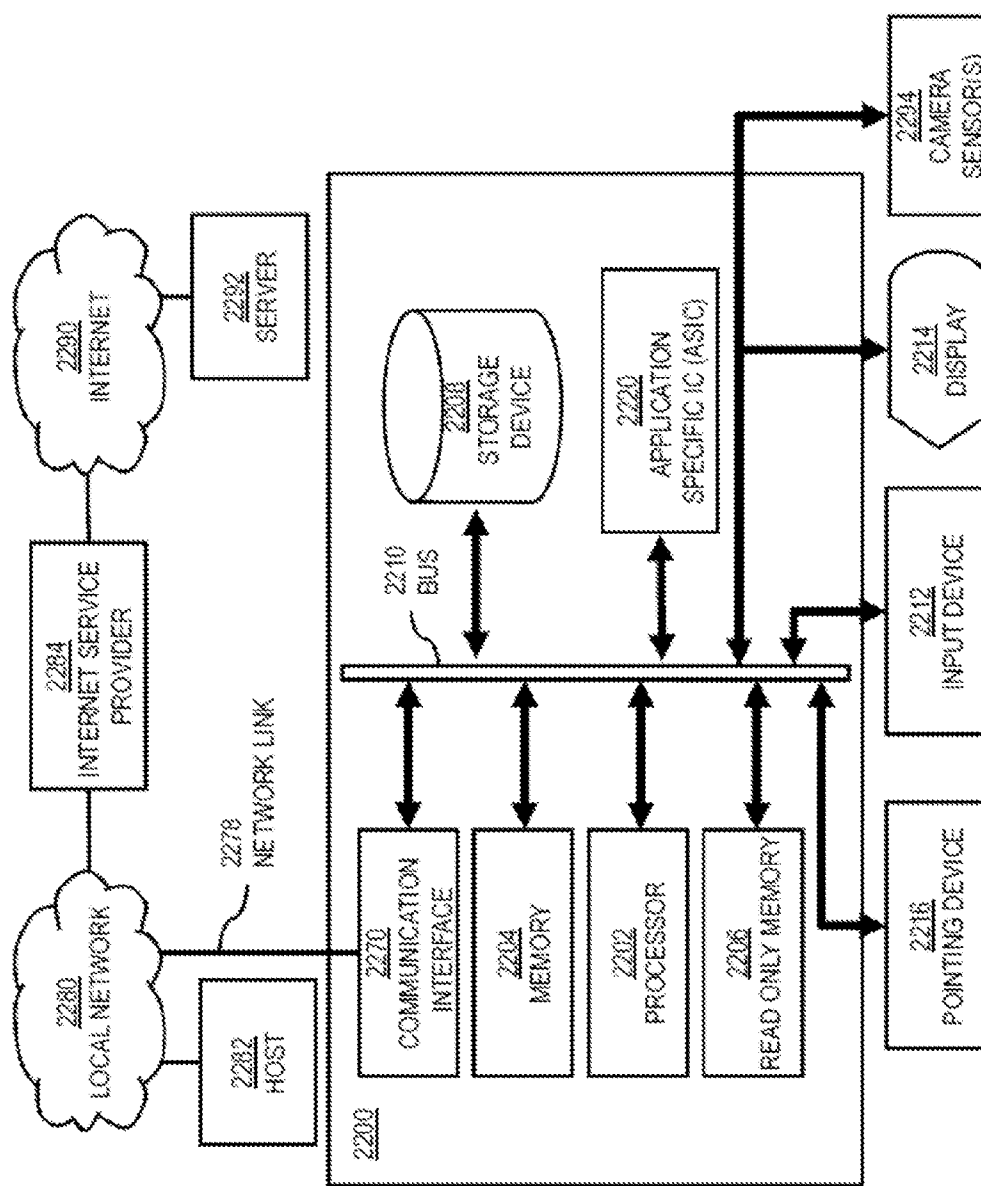 2280
LOCAL NETWORK
2284
INTERNET SERVICE
PROVIDER
2290
INTERNET
2282
HOST
2278
NETWORK LINK
2292
SERVER
2200
2270
COMMUNICATION
INTERFACE
2204
MEMORY
2202
PROCESSOR
2206
READ ONLY MEMORY
2210
BUS
2208
STORAGE
DEVICE
2220
APPLICATION
SPECIFIC IC (ASIC)
2216
POINTING DEVICE
2212
INPUT DEVICE
2214
DISPLAY
2294
CAMERA
SENSOR(S)